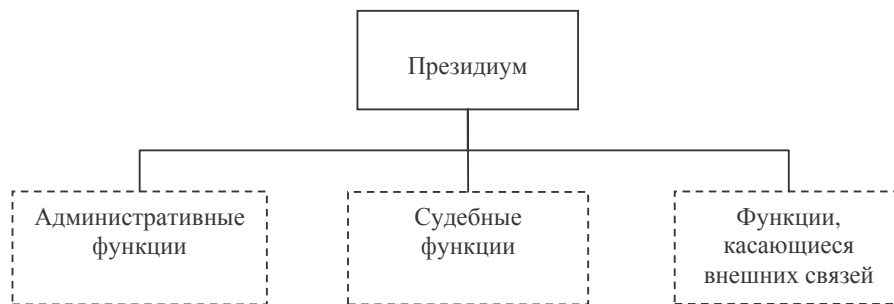 Президиум
Административные
функции
Судебные
функции
Функции,
касающиеся
внешних связей